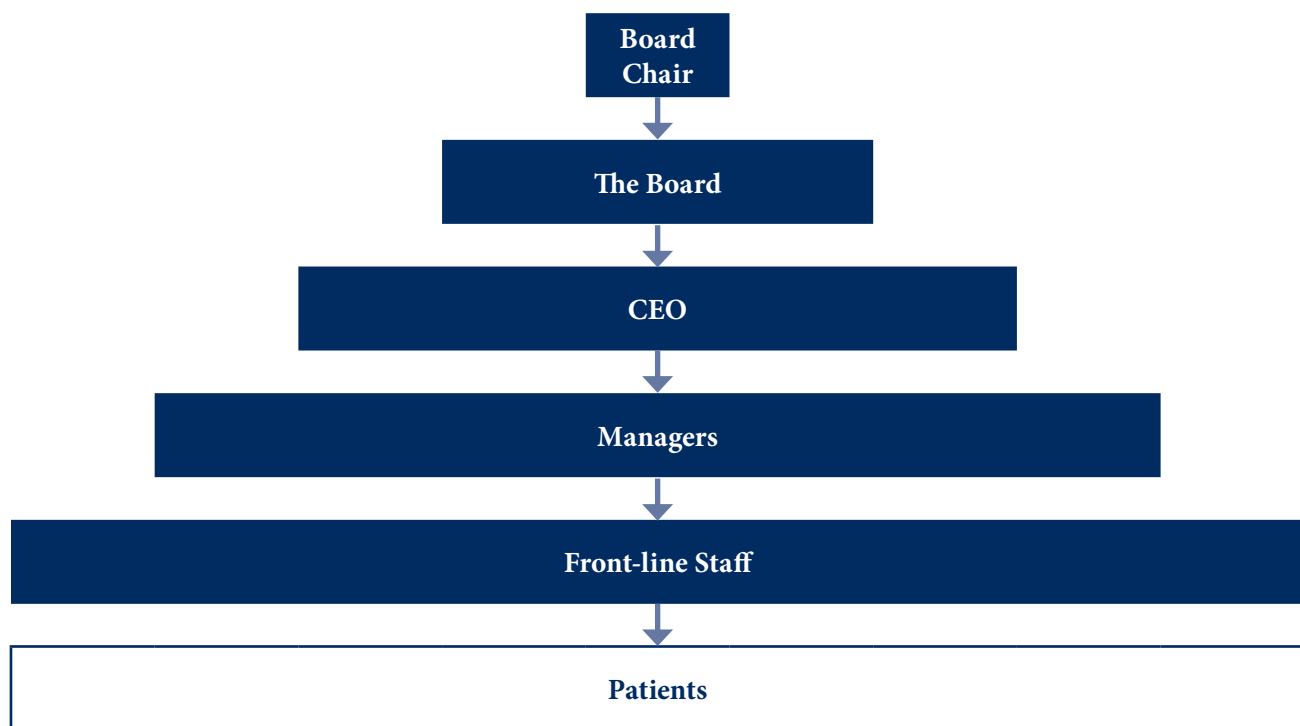 Board
Chair
The Board
CEO
Managers
Front-line Staff
Patients